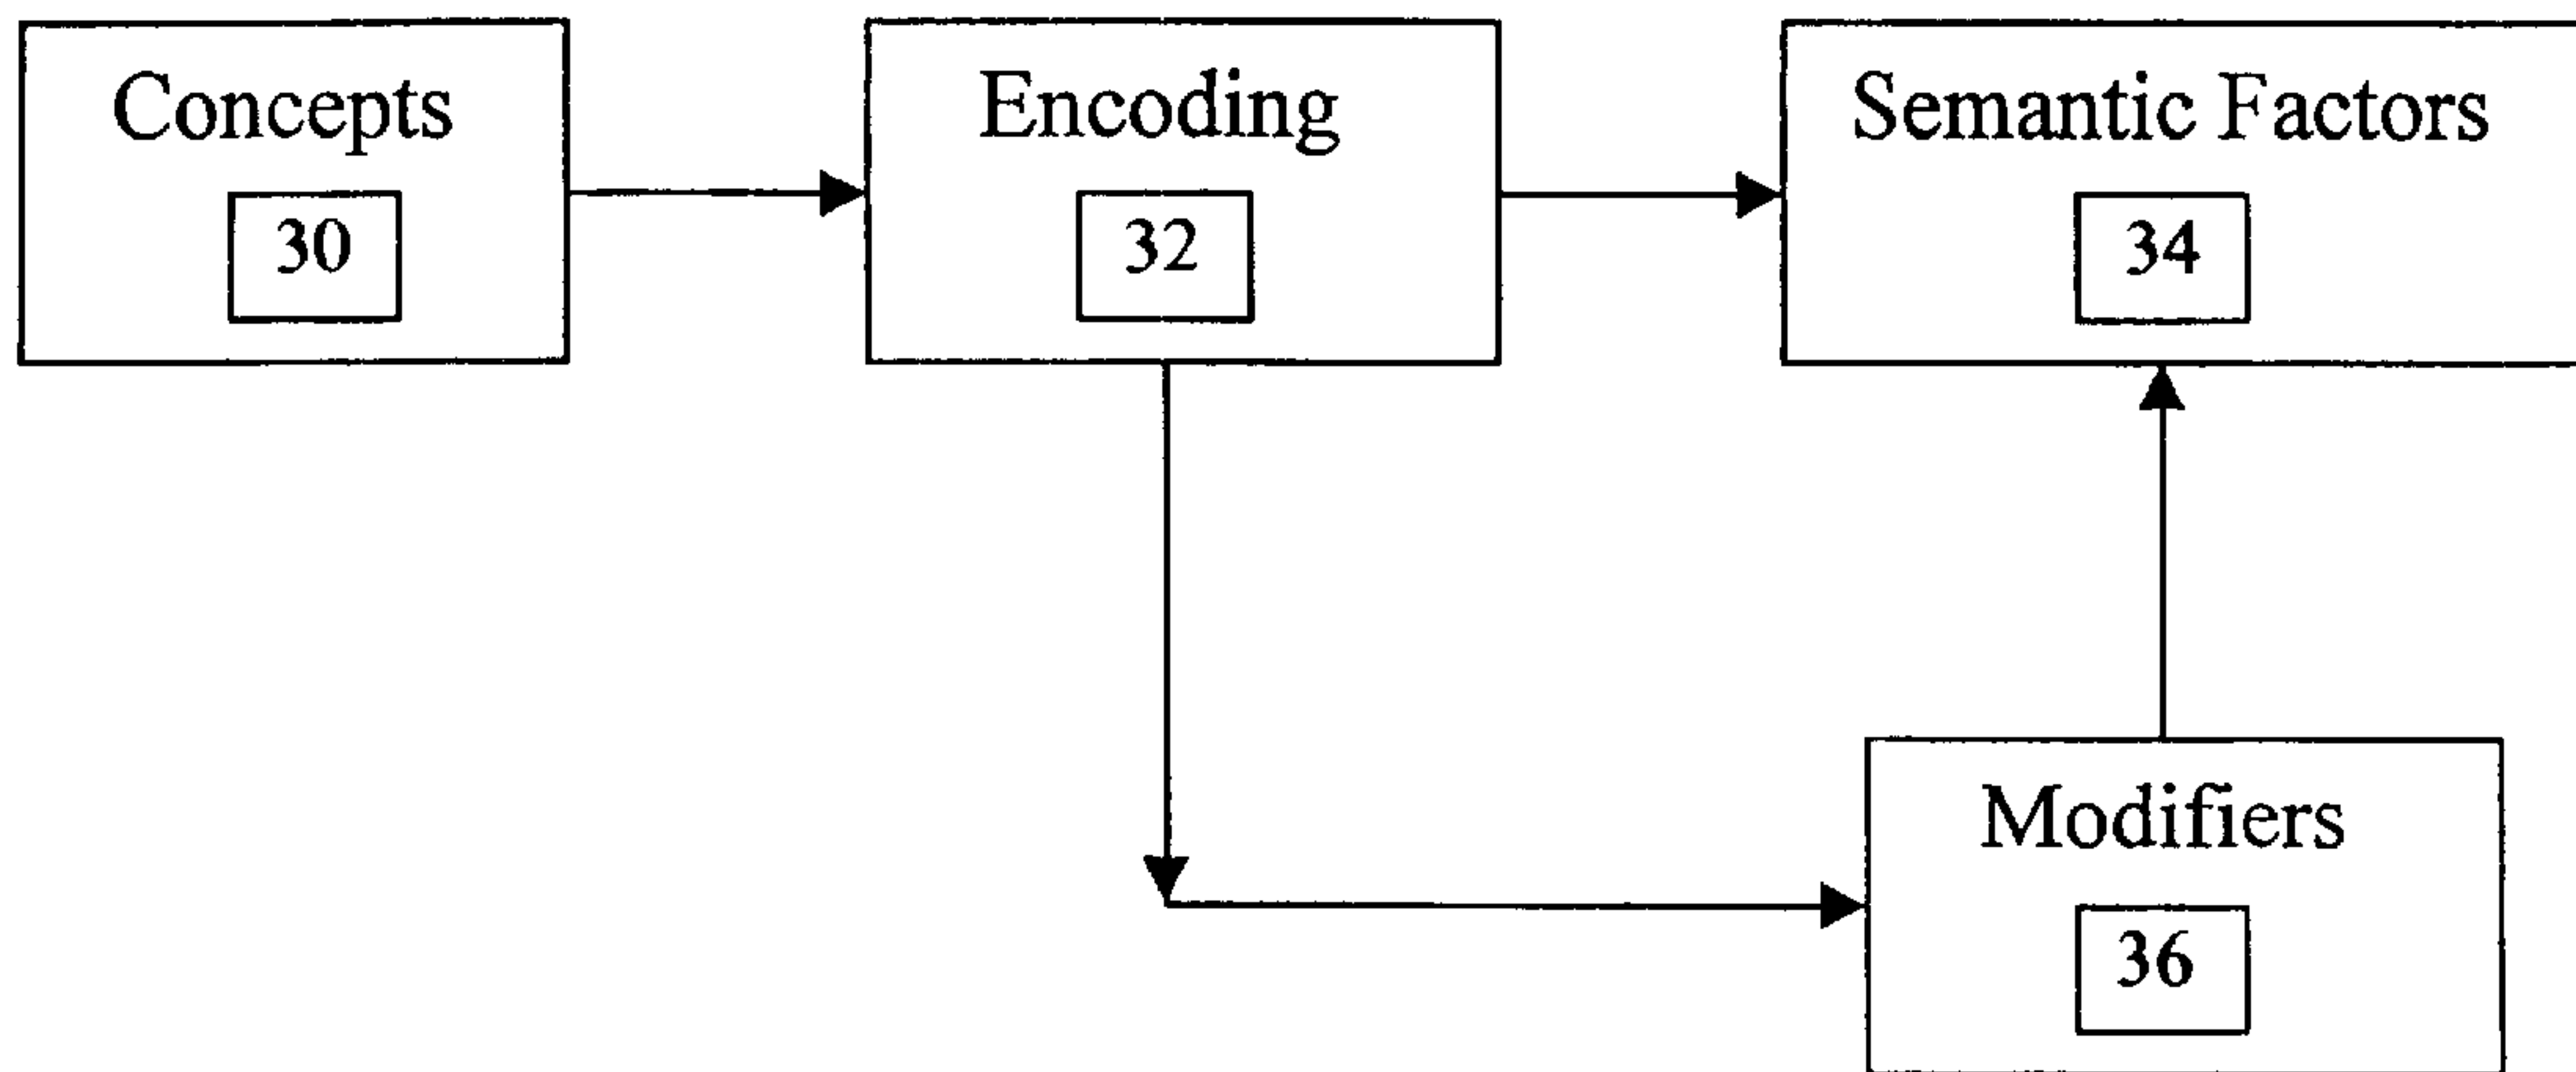 Concepts
30
Encoding
32
Semantic Factors
34
Modifiers
36